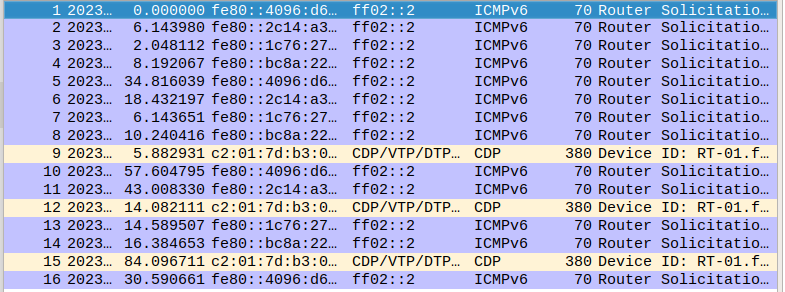 1 2023… 0.000000 fe80::4096:d6… ff02::2 ICMPv6 70 Router Solicitatio…
2 2023… 6.143980 fe80::2c14:a3… ff02::2 ICMPv6 70 Router Solicitatio…
3 2023… 2.048112 fe80::1c76:27… ff02::2 ICMPv6 70 Router Solicitatio…
4 2023… 8.192067 fe80::bc8a:22… ff02::2 ICMPv6 70 Router Solicitatio…
5 2023… 34.816039 fe80::4096:d6… ff02::2 ICMPv6 70 Router Solicitatio…
6 2023… 18.432197 fe80::2c14:a3… ff02::2 ICMPv6 70 Router Solicitatio…
7 2023… 6.143651 fe80::1c76:27… ff02::2 ICMPv6 70 Router Solicitatio…
8 2023… 10.240416 fe80::bc8a:22… ff02::2 ICMPv6 70 Router Solicitatio…
9 2023… 5.882931 c2:01:7d:b3:0… CDP/VTP/DTP… CDP 380 Device ID: RT-01.f…
10 2023… 57.604795 fe80::4096:d6… ff02::2 ICMPv6 70 Router Solicitatio…
11 2023… 43.008330 fe80::2c14:a3… ff02::2 ICMPv6 70 Router Solicitatio…
12 2023… 14.082111 c2:01:7d:b3:0… CDP/VTP/DTP… CDP 380 Device ID: RT-01.f…
13 2023… 14.589507 fe80::1c76:27… ff02::2 ICMPv6 70 Router Solicitatio…
14 2023… 16.384653 fe80::bc8a:22… ff02::2 ICMPv6 70 Router Solicitatio…
15 2023… 84.096711 c2:01:7d:b3:0… CDP/VTP/DTP… CDP 380 Device ID: RT-01.f…
16 2023… 30.590661 fe80::4096:d6… ff02::2 ICMPv6 70 Router Solicitatio…